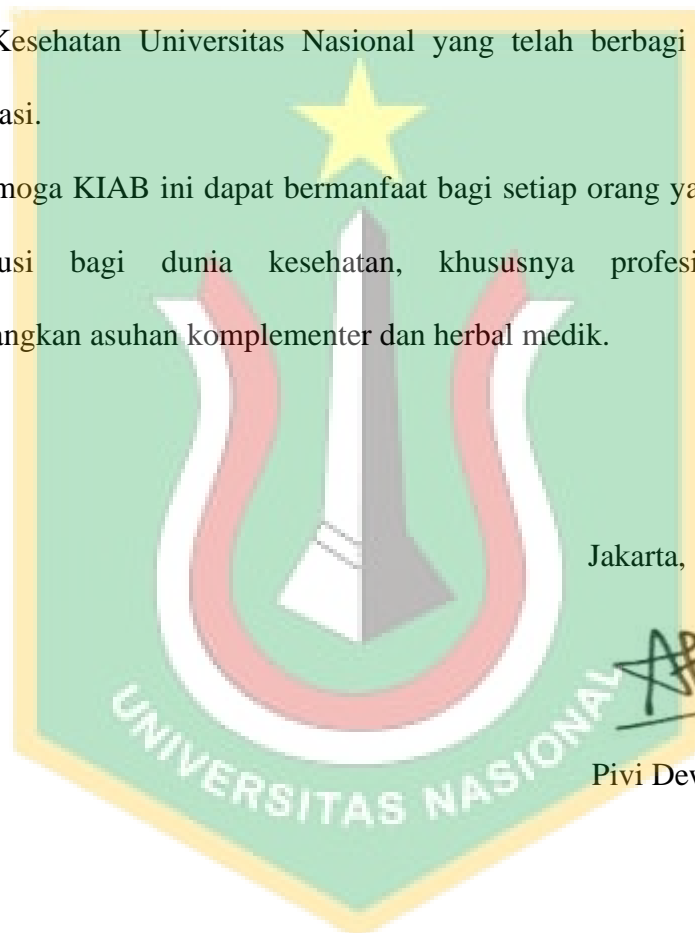 Kesehatan Universitas Nasional yang telah berbagi
asi.
moga KIAB ini dapat bermanfaat bagi setiap orang ya
usi bagi dunia kesehatan, khususnya profesi
angkan asuhan komplementer dan herbal medik.
Jakarta,
Pivi Dew
UNIVERSITAS NASIONAL